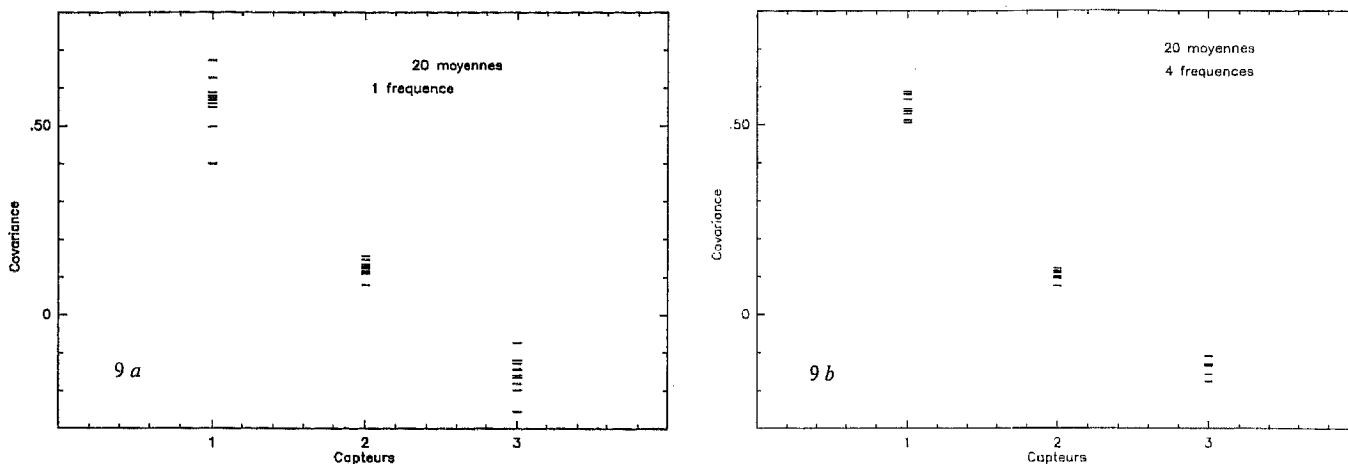 20 moyennes
1 frequence
.50
0
Covariance
9 a
1 2 3
Capteurs
20 moyennes
4 frequences
.50
0
Covariance
9 b
1 2 3
Capteurs